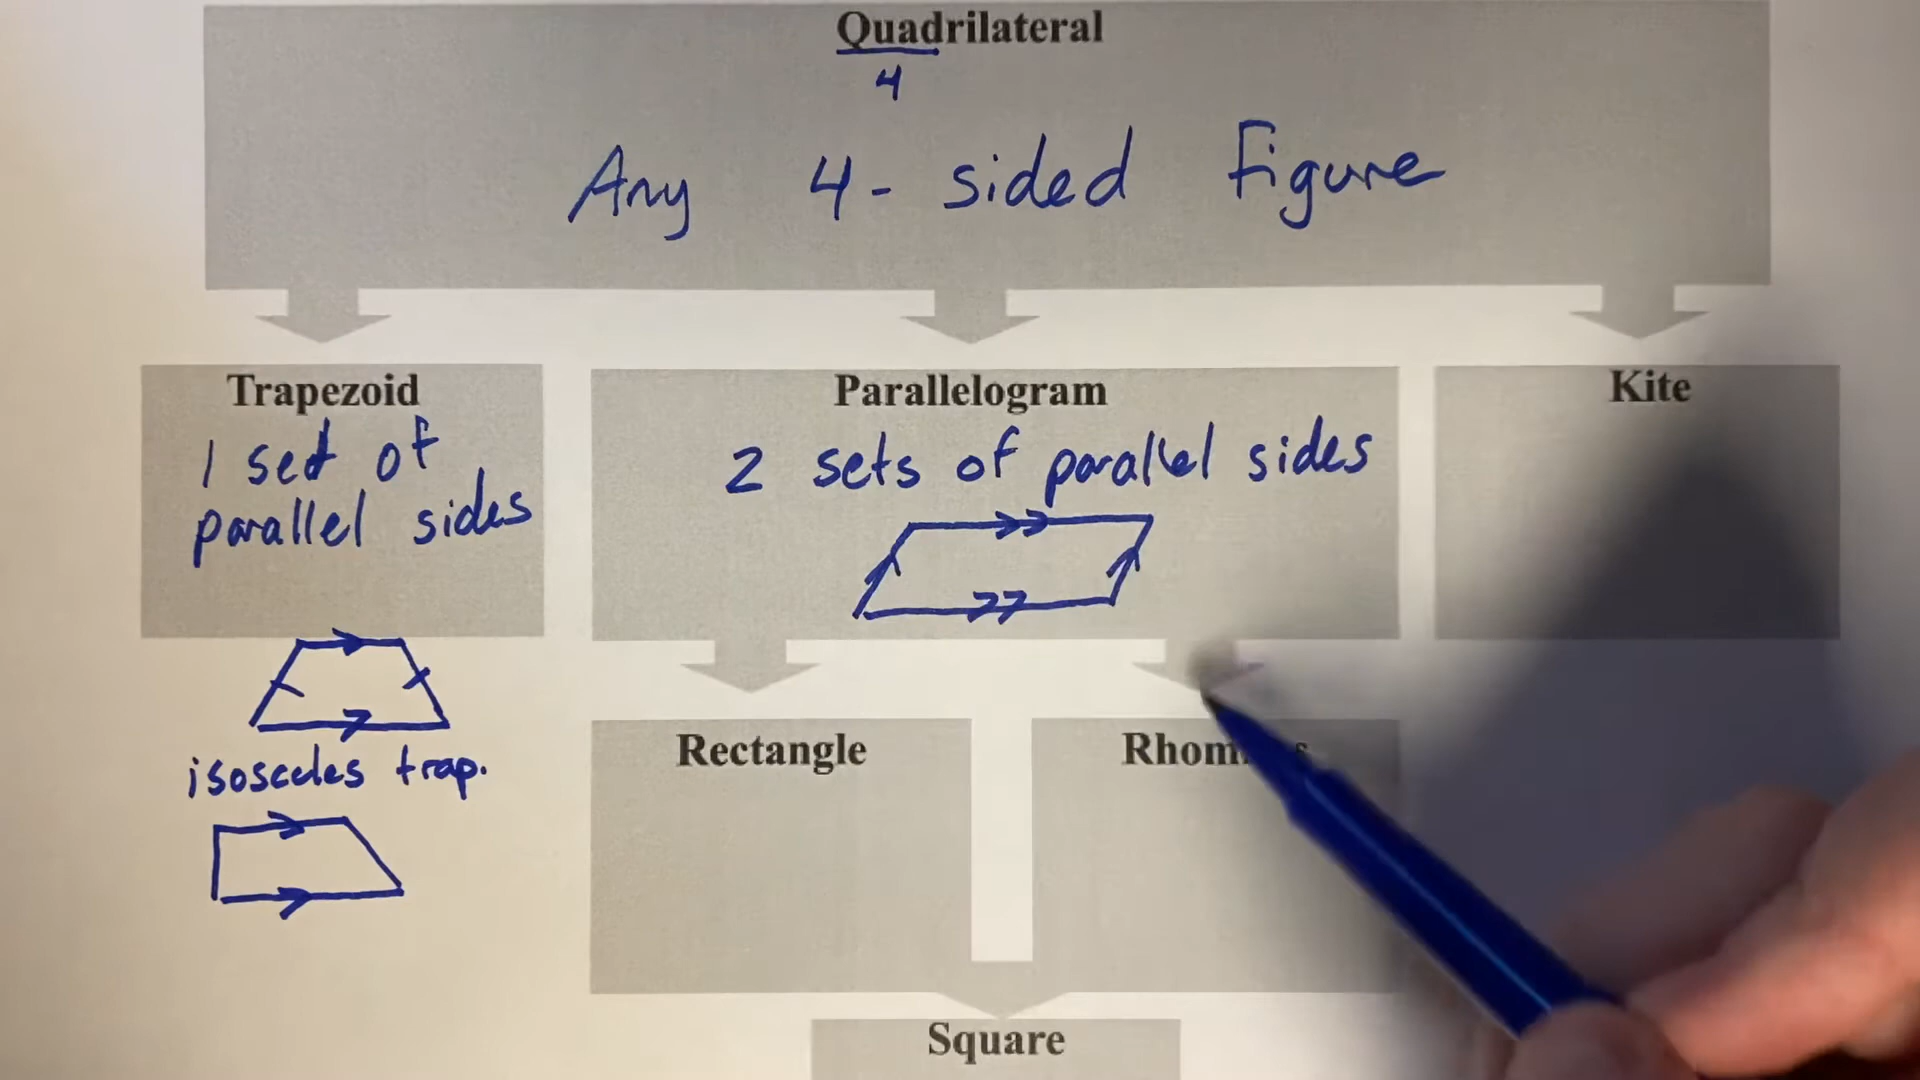 Quadrilateral
4
Any 4- sided figure
Trapezoid
1 set of
parallel sides
Parallelogram
2 sets of parallel sides
Kite
isosceles trap.
Rectangle
Square